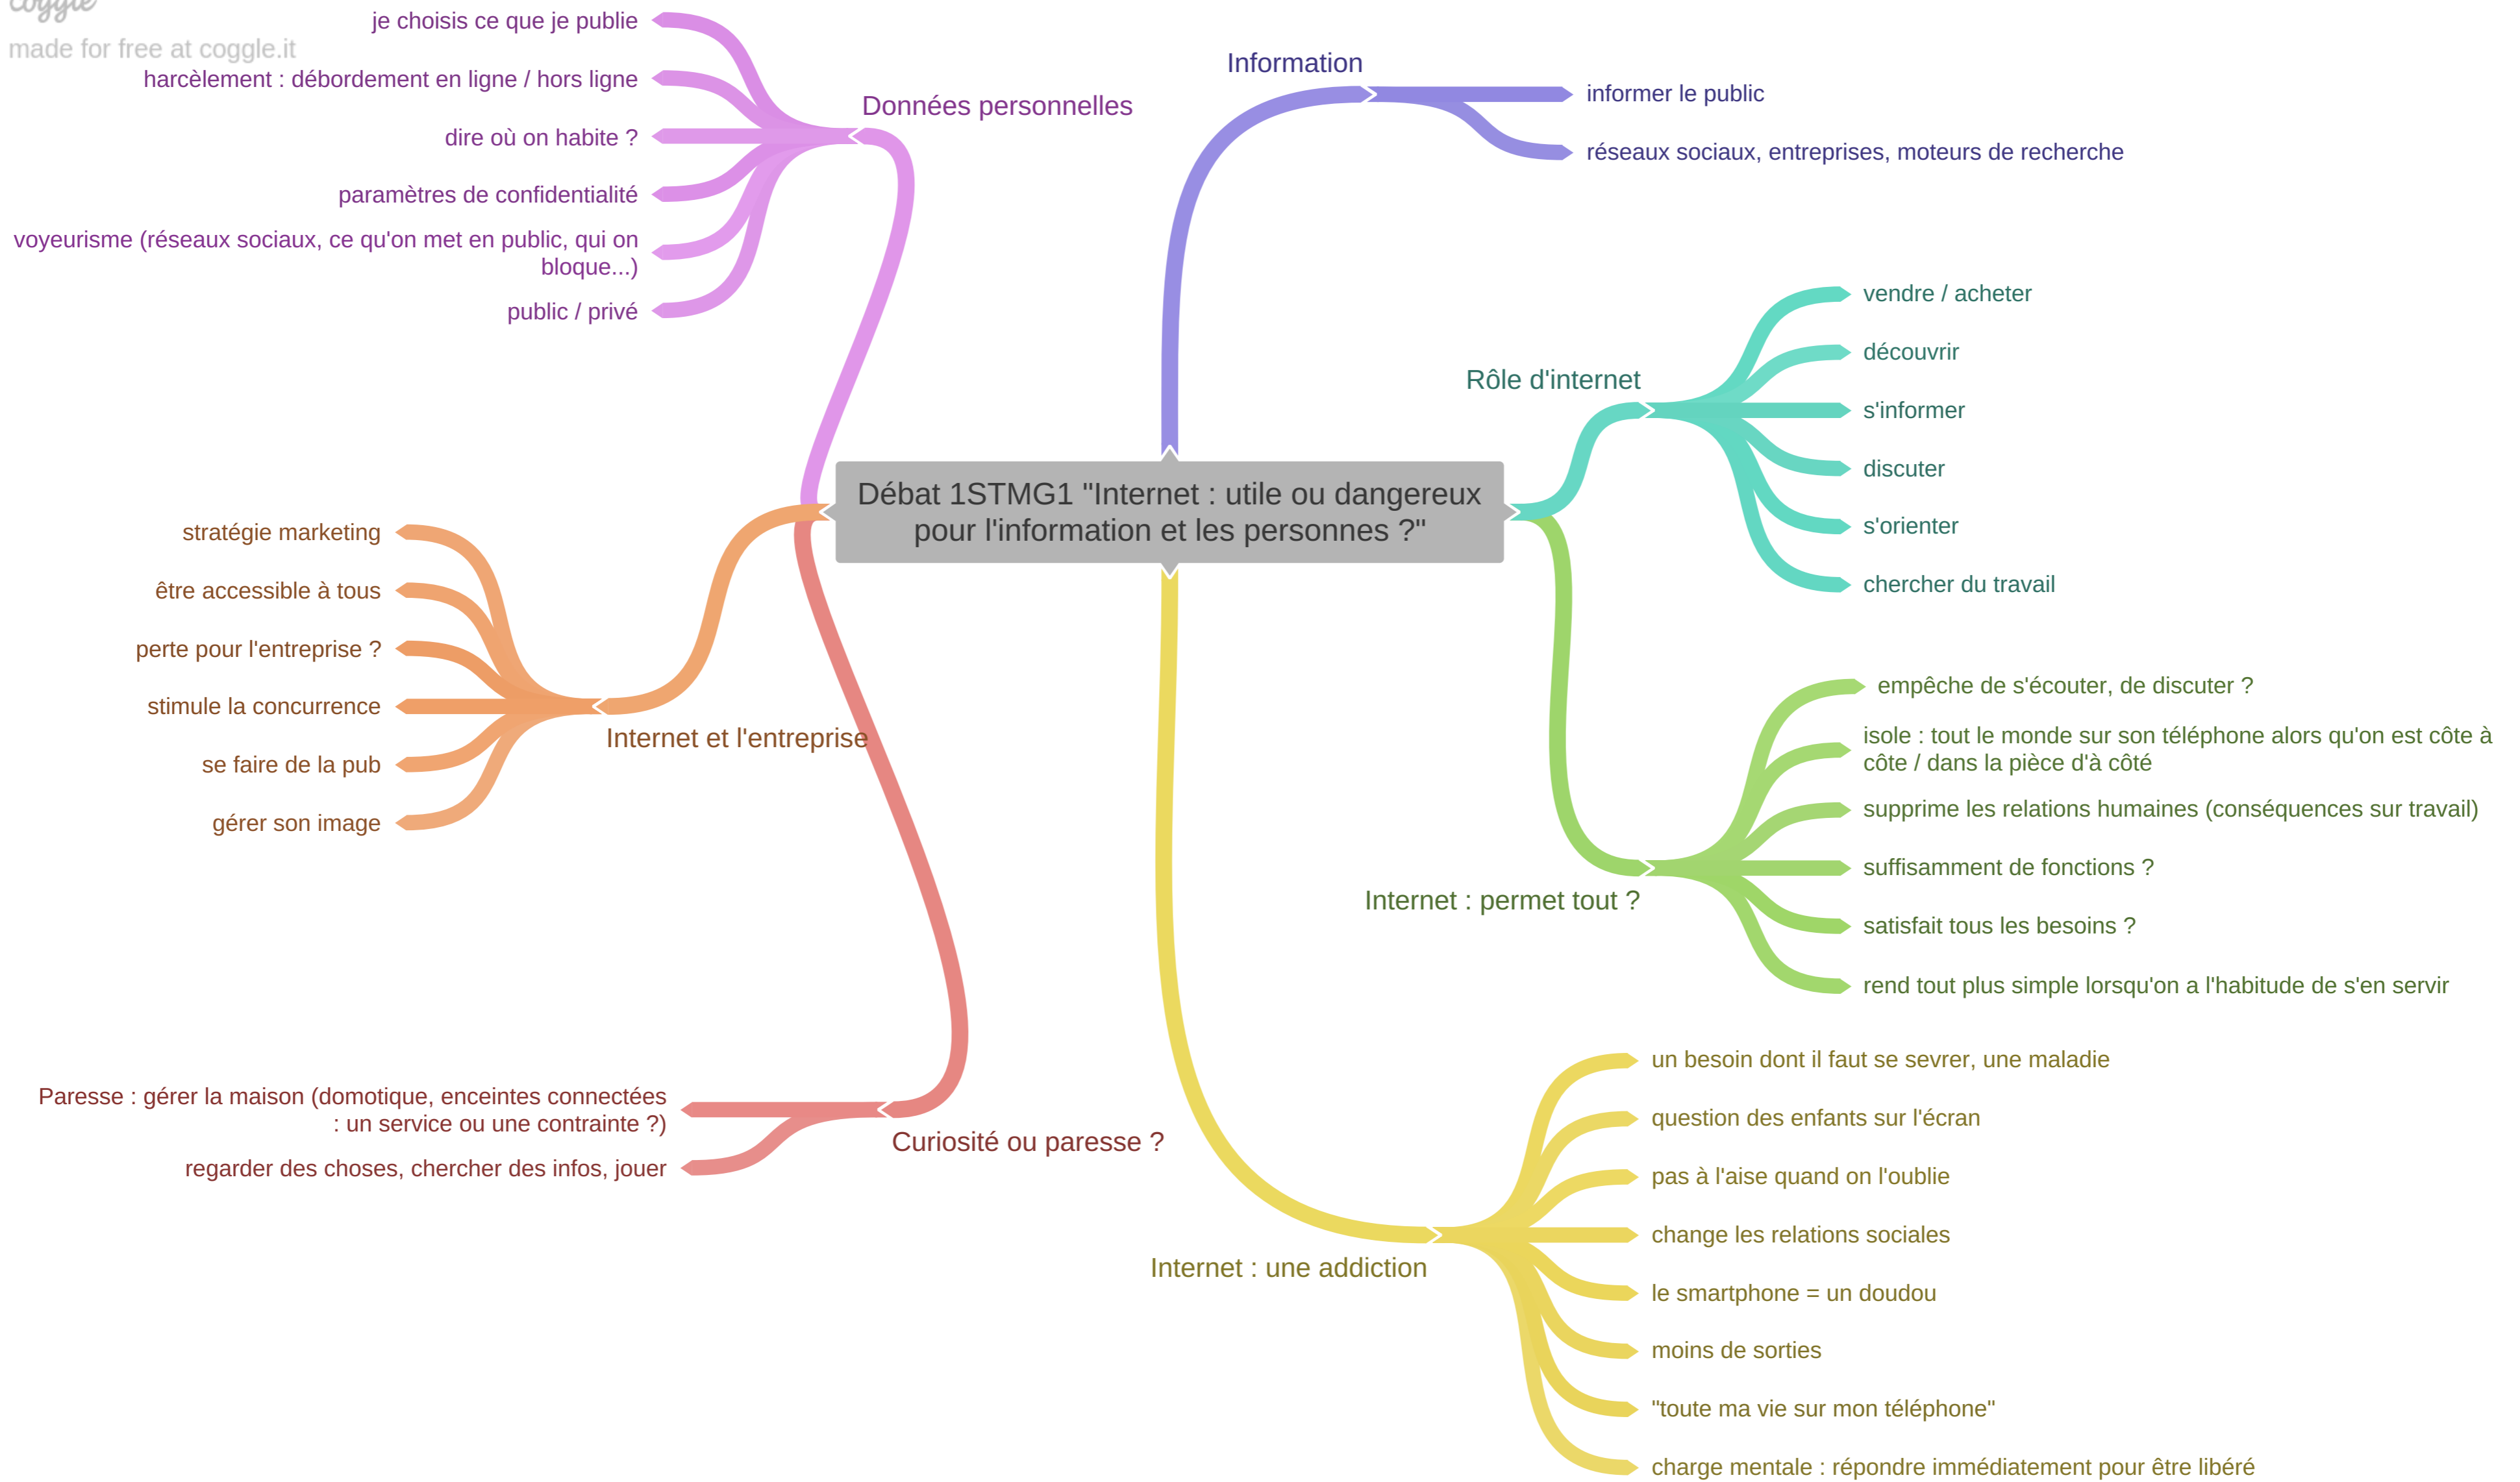 coggle
made for free at coggle.it
Débat 1STMG1 "Internet : utile ou dangereux
pour l'information et les personnes ?"
Information
informer le public
réseaux sociaux, entreprises, moteurs de recherche
Rôle d'internet
vendre / acheter
découvrir
s'informer
discuter
s'orienter
chercher du travail
Internet : permet tout ?
empêche de s'écouter, de discuter ?
isole : tout le monde sur son téléphone alors qu'on est côte à
côte / dans la pièce d'à côté
supprime les relations humaines (conséquences sur travail)
suffisamment de fonctions ?
satisfait tous les besoins ?
rend tout plus simple lorsqu'on a l'habitude de s'en servir
Internet : une addiction
un besoin dont il faut se sevrer, une maladie
question des enfants sur l'écran
pas à l'aise quand on l'oublie
change les relations sociales
le smartphone = un doudou
moins de sorties
"toute ma vie sur mon téléphone"
charge mentale : répondre immédiatement pour être libéré
Données personnelles
je choisis ce que je publie
harcèlement : débordement en ligne / hors ligne
dire où on habite ?
paramètres de confidentialité
voyeurisme (réseaux sociaux, ce qu'on met en public, qui on
bloque...)
public / privé
Internet et l'entreprise
stratégie marketing
être accessible à tous
perte pour l'entreprise ?
stimule la concurrence
se faire de la pub
gérer son image
Curiosité ou paresse ?
Paresse : gérer la maison (domotique, enceintes connectées
: un service ou une contrainte ?)
regarder des choses, chercher des infos, jouer